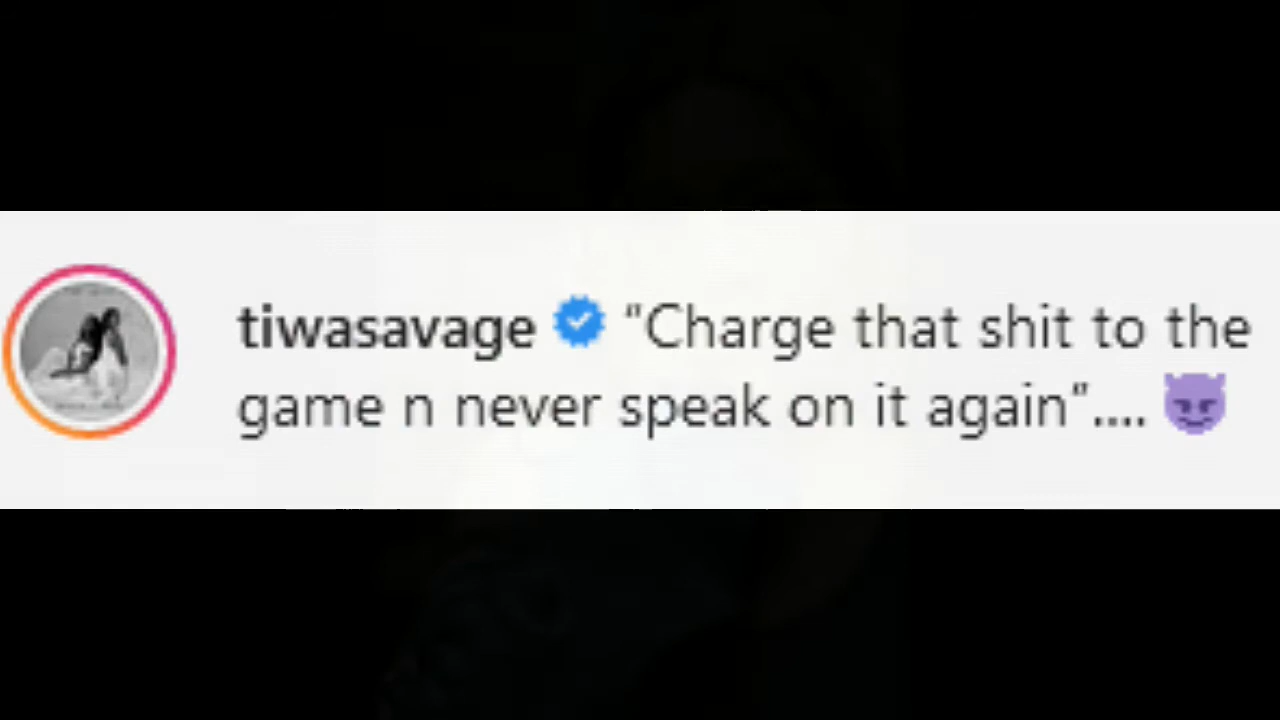 tiwasavage "Charge that shit to the
game n never speak on it again".... 😈